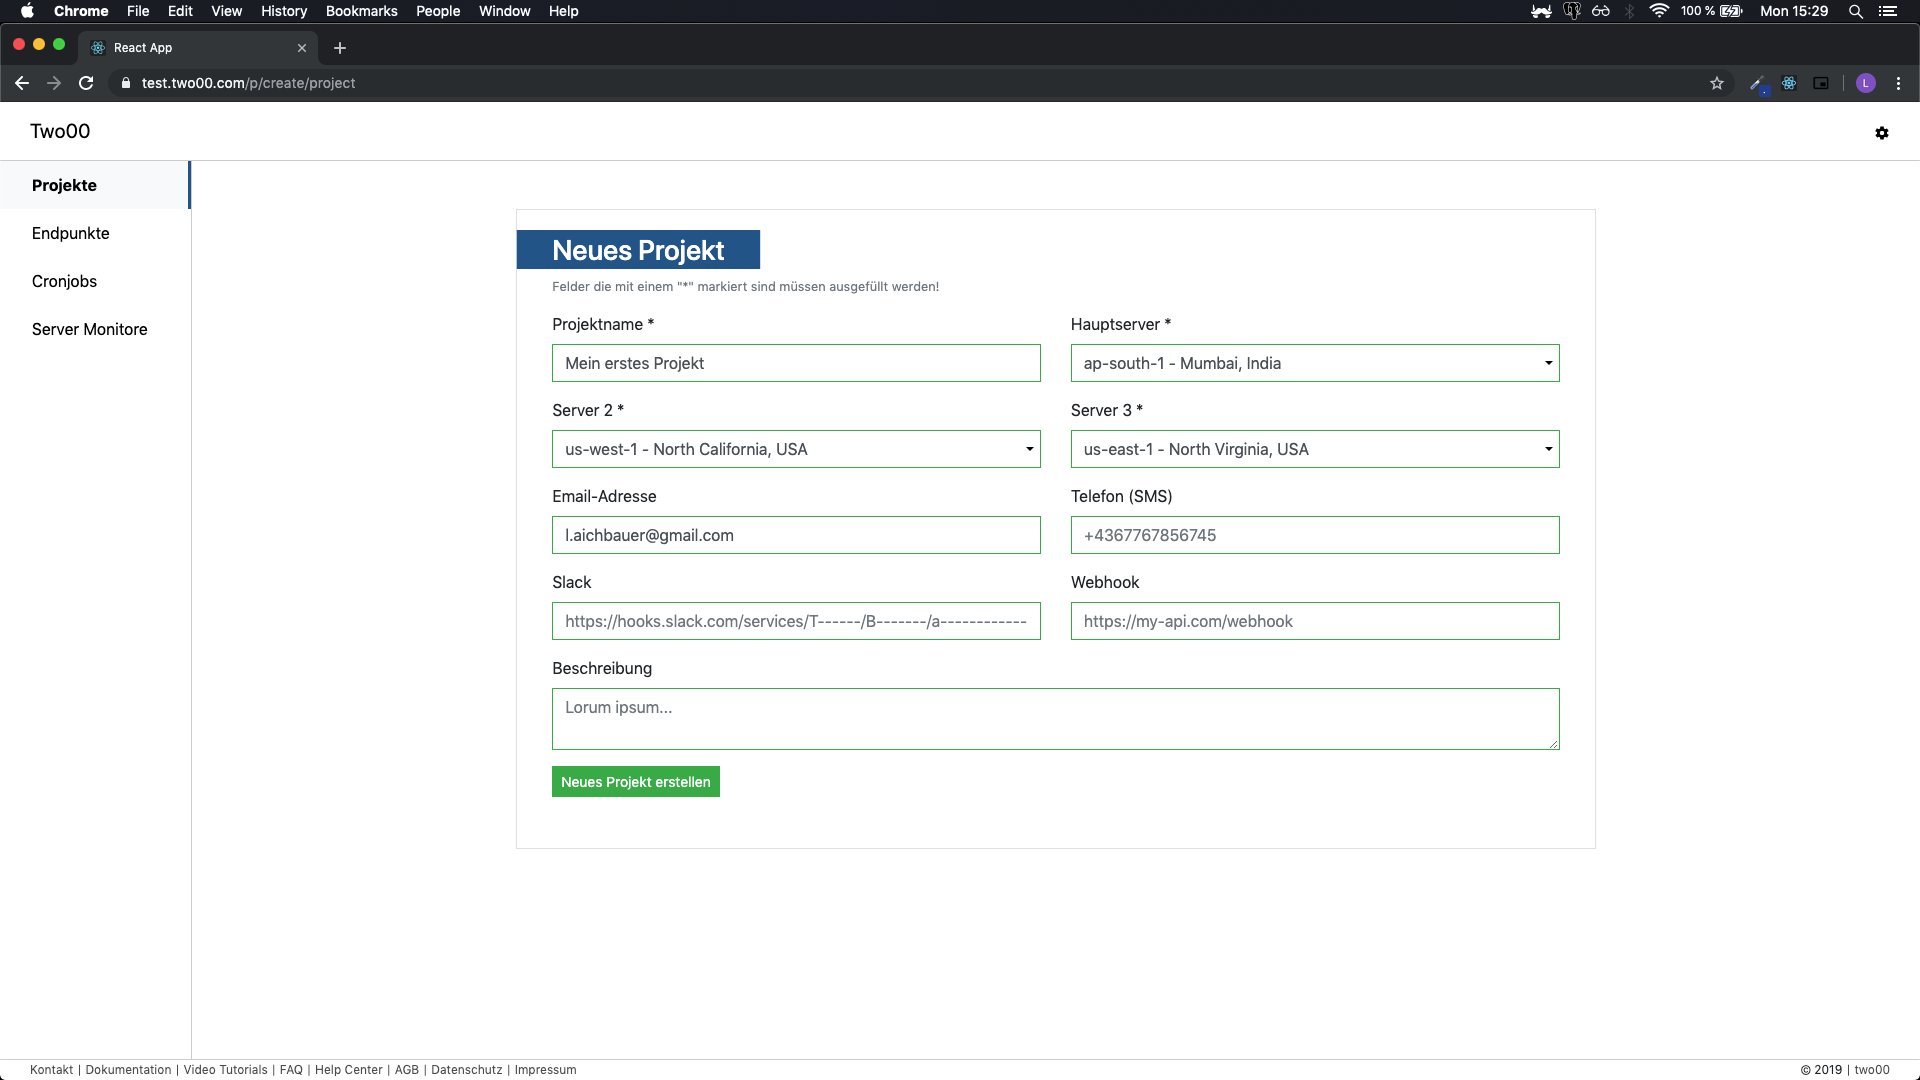 Chrome File Edit View History Bookmarks People Window Help 100 % Mon 15:29
React App
test.two00.com/p/create/project L
Two00
Projekte
Endpunkte
Cronjobs
Server Monitore
Neues Projekt
Felder die mit einem "*" markiert sind müssen ausgefüllt werden!
Projektname * Hauptserver *
Mein erstes Projekt ap-south-1 - Mumbai, India
Server 2 * Server 3 *
us-west-1 - North California, USA us-east-1 - North Virginia, USA
Email-Adresse Telefon (SMS)
l.aichbauer@gmail.com +4367767856745
Slack Webhook
https://hooks.slack.com/services/T------/B-------/a------------ https://my-api.com/webhook
Beschreibung
Lorum ipsum...
Neues Projekt erstellen
Kontakt | Dokumentation | Video Tutorials | FAQ | Help Center | AGB | Datenschutz | Impressum © 2019 | two00